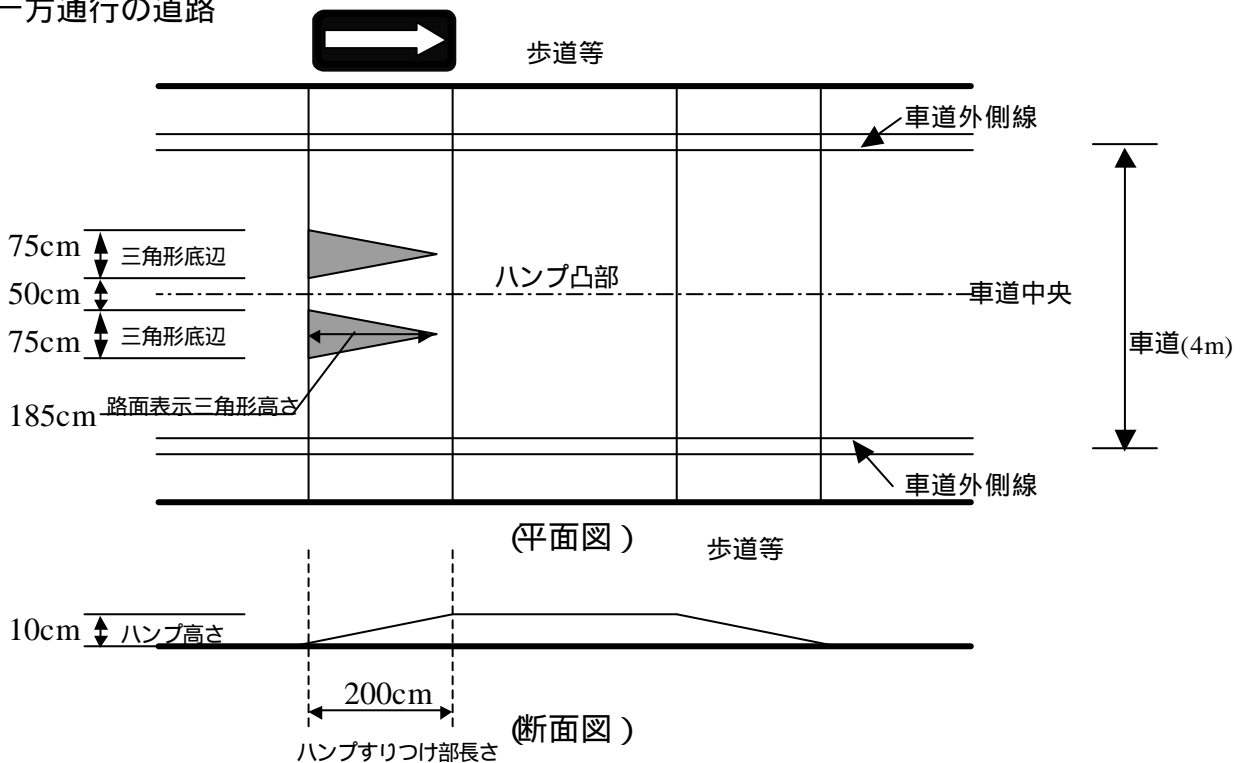 一方通行の道路
歩道等
車道外側線
75cm 三角形底辺
50cm
ハンプ凸部
車道中央
75cm 三角形底辺
車道(4m)
185cm 路面表示三角形高さ
車道外側線
(平面図)
歩道等
10cm ハンプ高さ
200cm
(断面図)
ハンプすりつけ部長さ